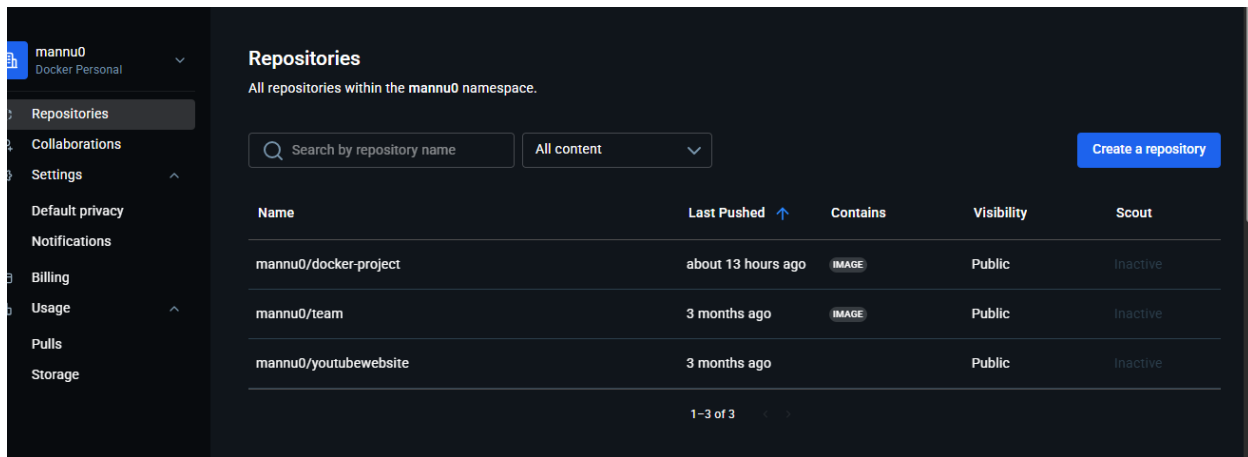 mannu0
Docker Personal
Repositories
Collaborations
Settings
Default privacy
Notifications
Billing
Usage
Pulls
Storage
Repositories
All repositories within the mannu0 namespace.
Search by repository name
All content
Create a repository
Name Last Pushed Contains Visibility Scout
mannu0/docker-project about 13 hours ago IMAGE Public Inactive
mannu0/team 3 months ago IMAGE Public Inactive
mannu0/youtubewebsite 3 months ago Public Inactive
1–3 of 3